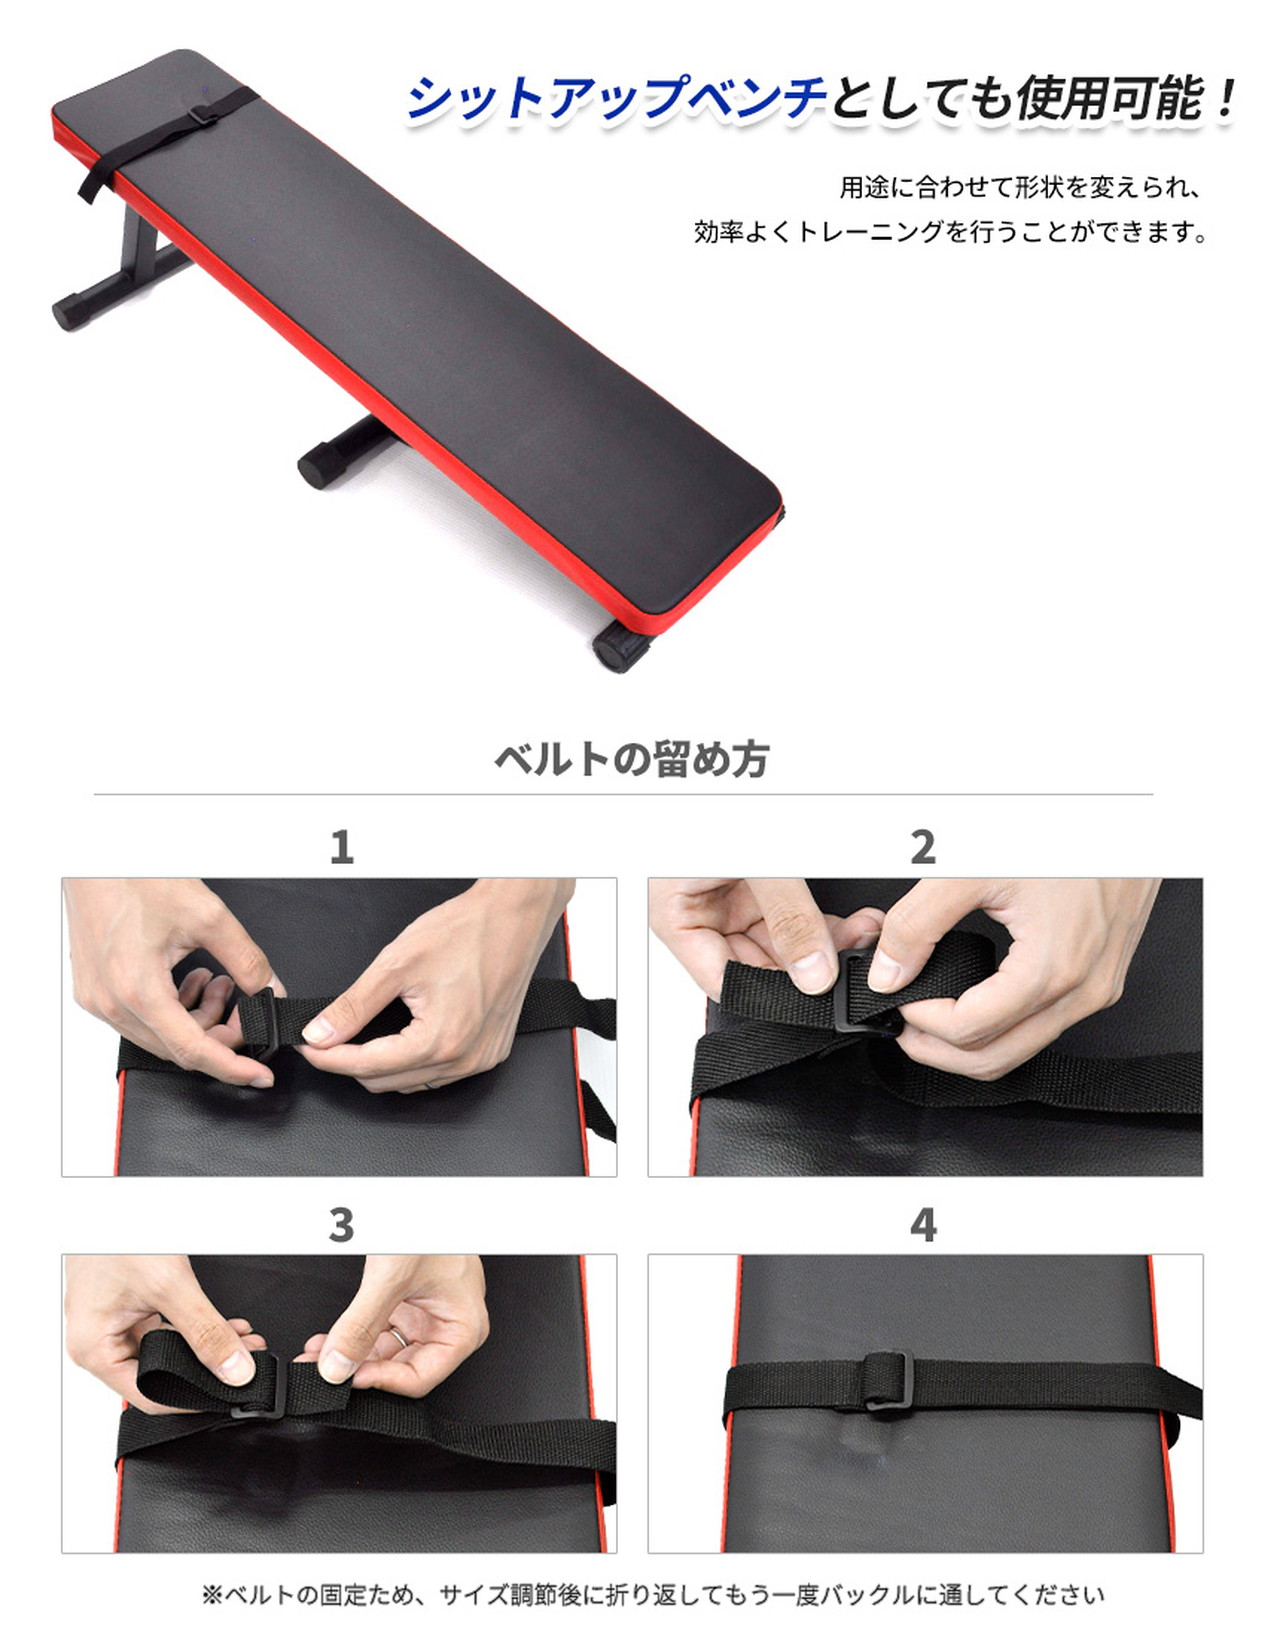 シットアップベンチとしても使用可能！
用途に合わせて形状を変えられ、
効率よくトレーニングを行うことができます。
ベルトの留め方
1
2
3
4
※ベルトの固定ため、サイズ調節後に折り返してもう一度バックルに通してください